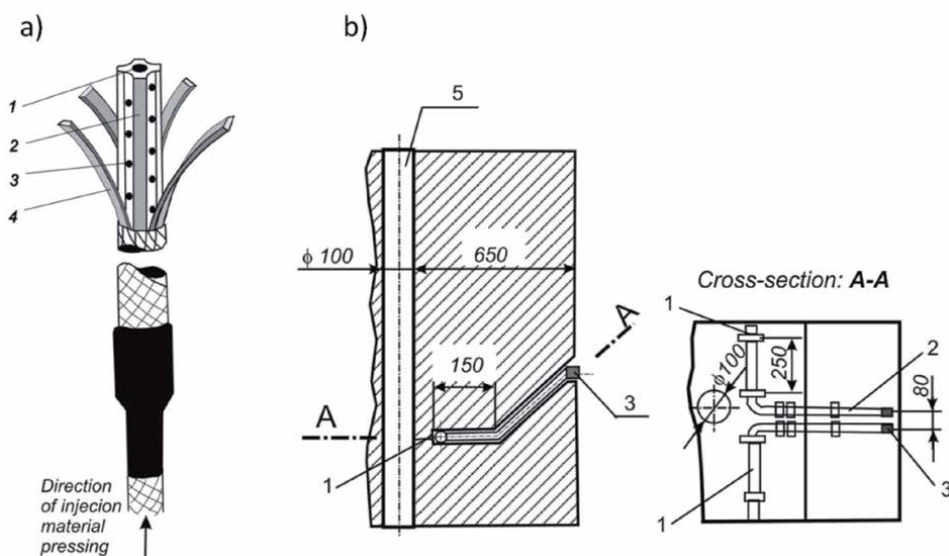 a)
1
2
3
4
Direction
of injecion
material
pressing
b)
5
ϕ 100
650
150
A
A
1
3
Cross-section: A-A
1
ϕ100
250
2
80
3
1